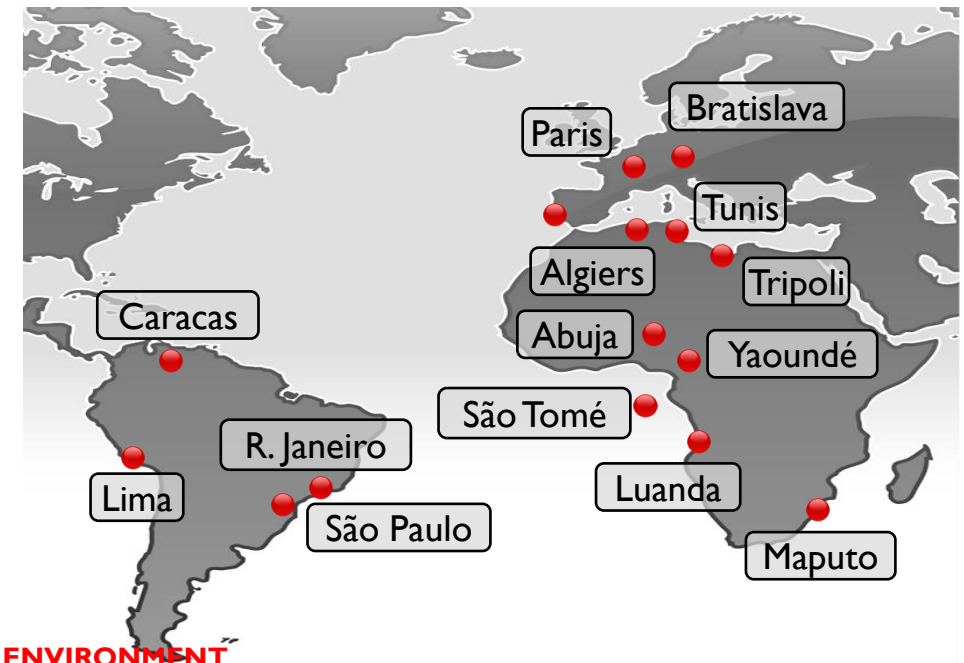 Bratislava
Paris
Tunis
Algiers
Tripoli
Caracas
Abuja
Yaoundé
São Tomé
R. Janeiro
Lima
Luanda
São Paulo
Maputo
ENVIRONMENT